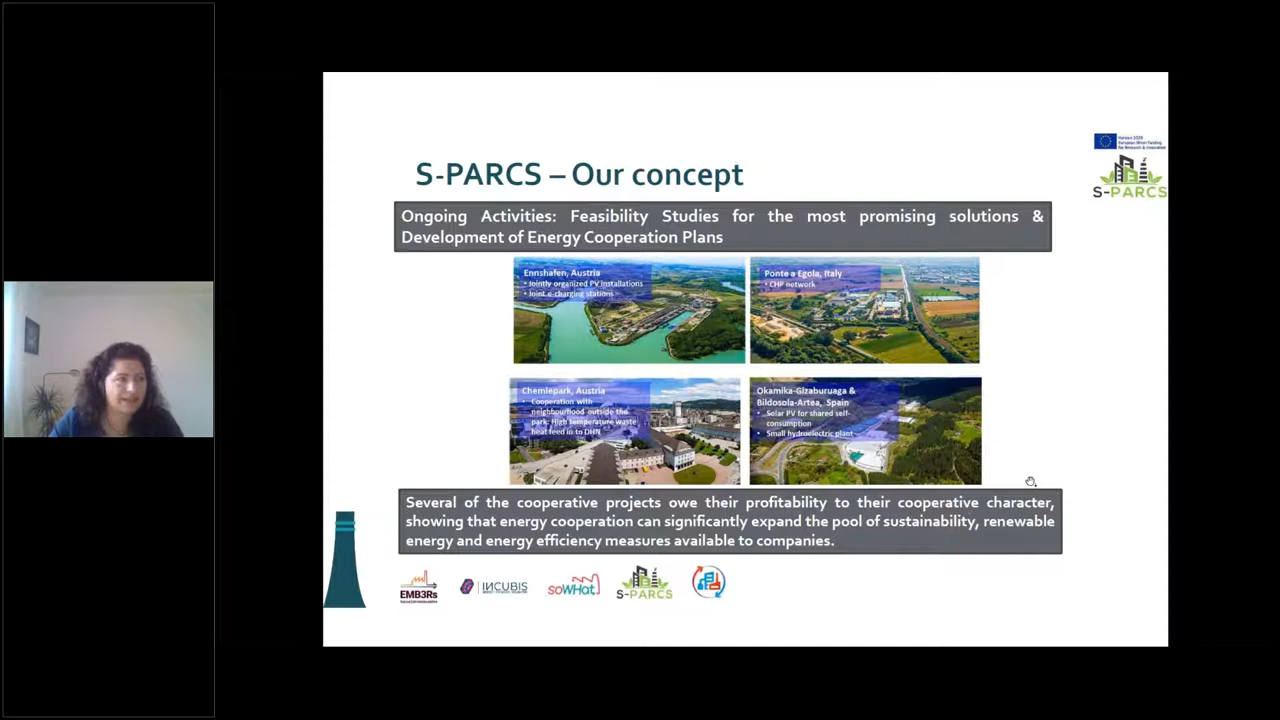 Horizon 2020
European Union Funding
for Research & Innovation
S-PARCS
S-PARCS – Our concept
Ongoing Activities: Feasibility Studies for the most promising solutions &
Development of Energy Cooperation Plans
Ennshafen, Austria
• Jointly organized PV installations
• Joint e-charging stations
Ponte a Egola, Italy
• CHP network
Chemiepark, Austria
• Cooperation with
neighbourhood outside the
park: High temperature waste
heat feed in to DHN
Okamika-Gizaburuaga &
Bildosola-Artea, Spain
• Solar PV for shared self-
consumption
• Small hydroelectric plant
Several of the cooperative projects owe their profitability to their cooperative character,
showing that energy cooperation can significantly expand the pool of sustainability, renewable
energy and energy efficiency measures available to companies.
EMB3Rs
INCUBIS
soWHat
S-PARCS